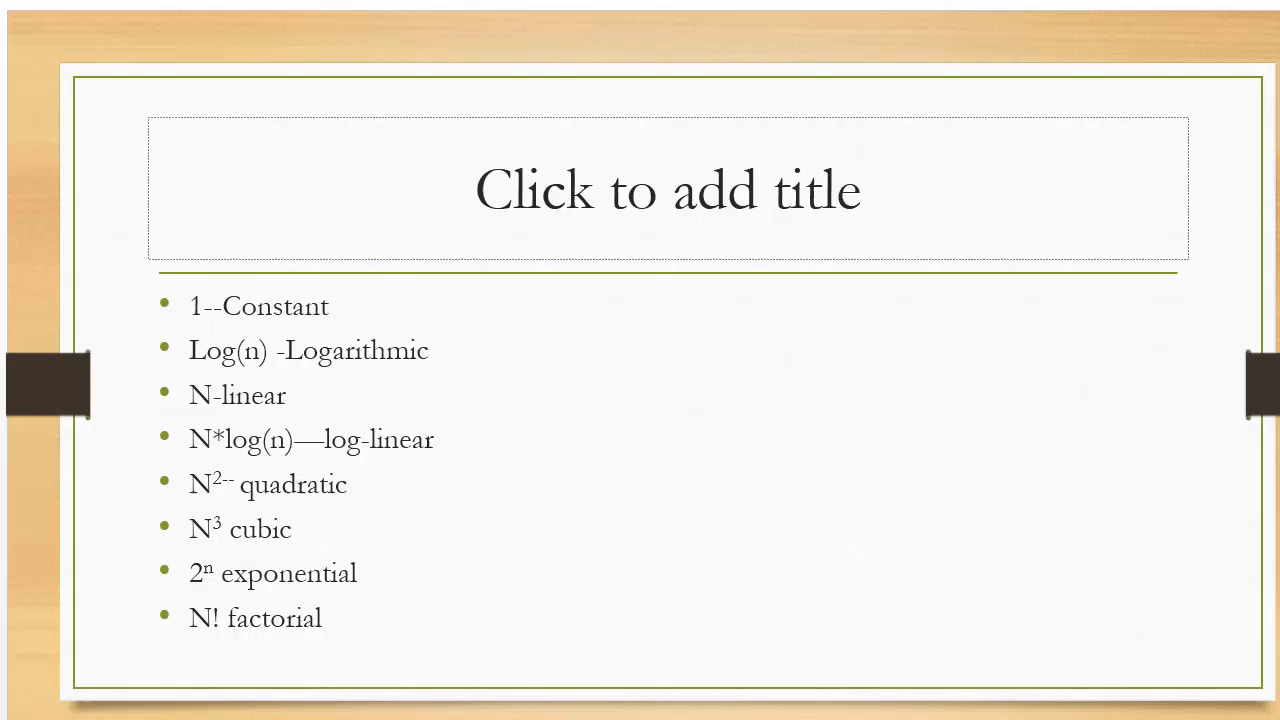 Click to add title
• 1--Constant
• Log(n) -Logarithmic
• N-linear
• N*log(n)—log-linear
• N²⁻⁻ quadratic
• N³ cubic
• 2ⁿ exponential
• N! factorial